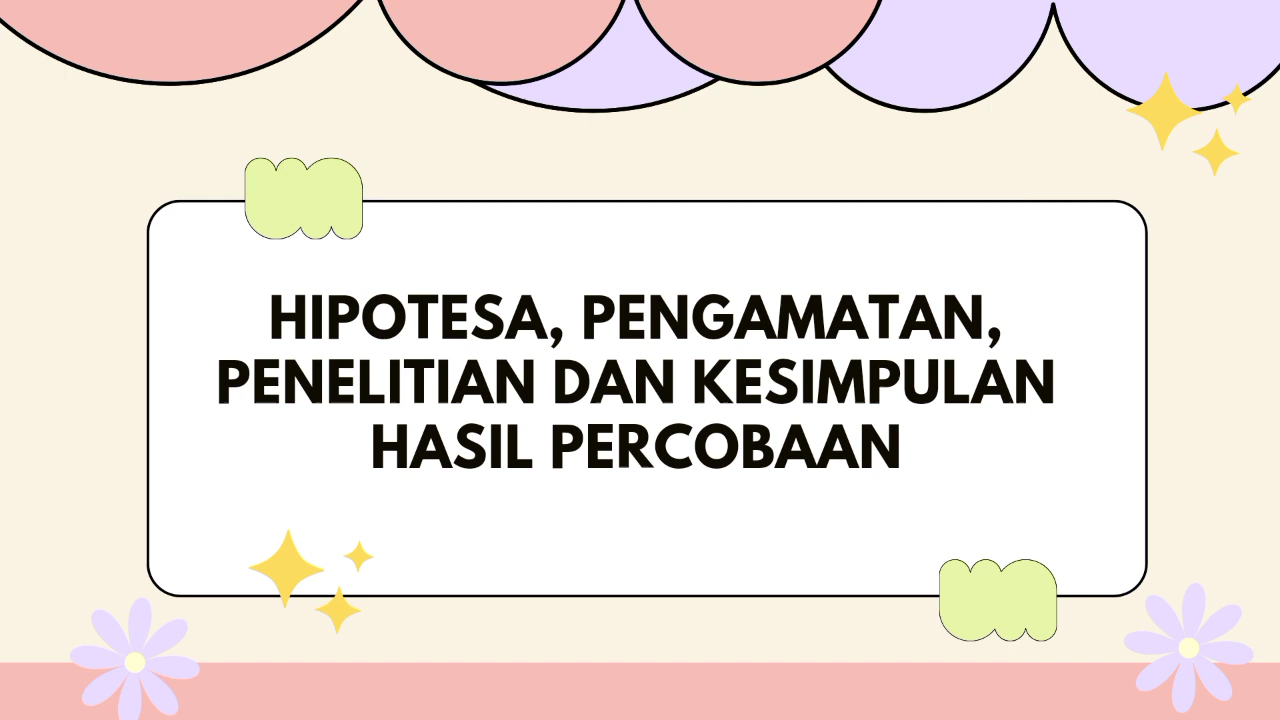 HIPOTESA, PENGAMATAN,
PENELITIAN DAN KESIMPULAN
HASIL PERCOBAAN